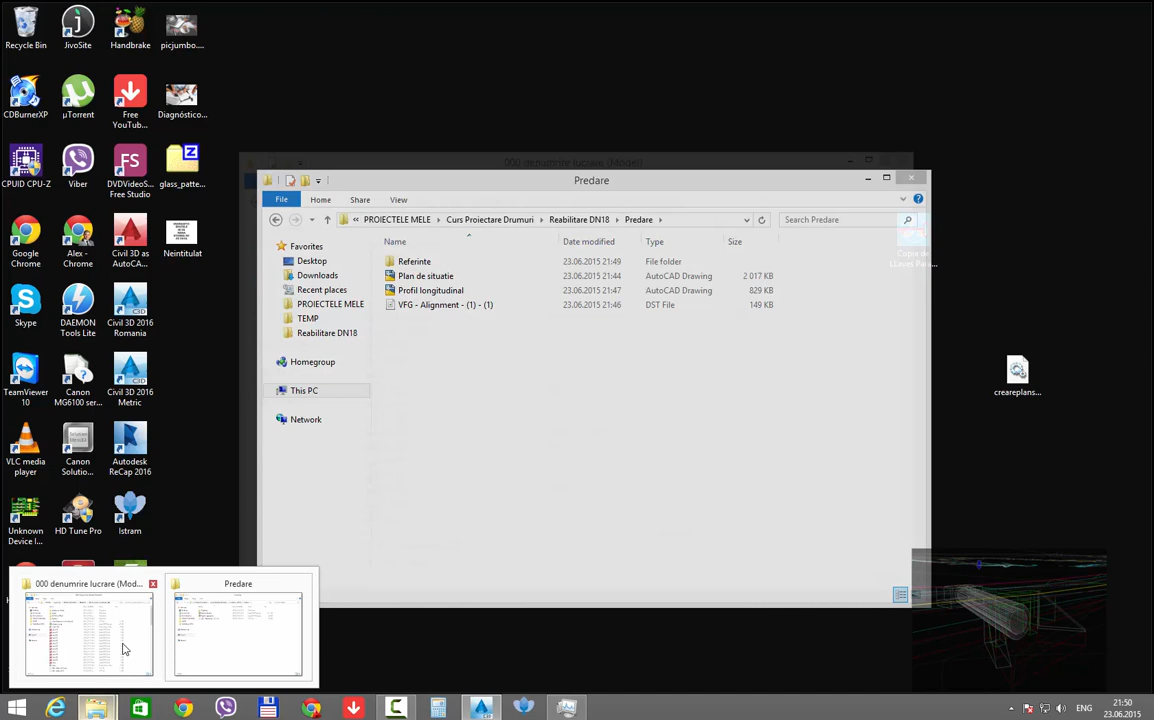 Recycle Bin
JivoSite
Handbrake
picjumbo....
CDBurnerXP
µTorrent
Free
YouTub...
Diagnóstico...
CPUID CPU-Z
Viber
DVDVideoS...
Free Studio
glass_patte...
Google
Chrome
Alex -
Chrome
Civil 3D as
AutoCA...
Neintitulat
Skype
DAEMON
Tools Lite
Civil 3D 2016
Romania
TeamViewer
10
Canon
MG6100 ser...
Civil 3D 2016
Metric
VLC media
player
Canon
Solution...
Autodesk
ReCap 2016
Unknown
Device I...
HD Tune Pro
Istram
000 denumrire lucrare (Model)
Predare
File Home Share View
« PROIECTELE MELE Curs Proiectare Drumuri Reabilitare DN18 Predare
Search Predare
Name Date modified Type Size
Referinte 23.06.2015 21:49 File folder
Plan de situatie 23.06.2015 21:44 AutoCAD Drawing 2 017 KB
Profil longitudinal 23.06.2015 21:47 AutoCAD Drawing 829 KB
VFG - Alignment - (1) - (1) 23.06.2015 21:46 DST File 149 KB
Favorites
Desktop
Downloads
Recent places
PROIECTELE MELE
TEMP
Reabilitare DN18
Homegroup
This PC
Network
creareplans...
000 denumrire lucrare (Mod...
Predare
ENG
21:50
23.06.2015